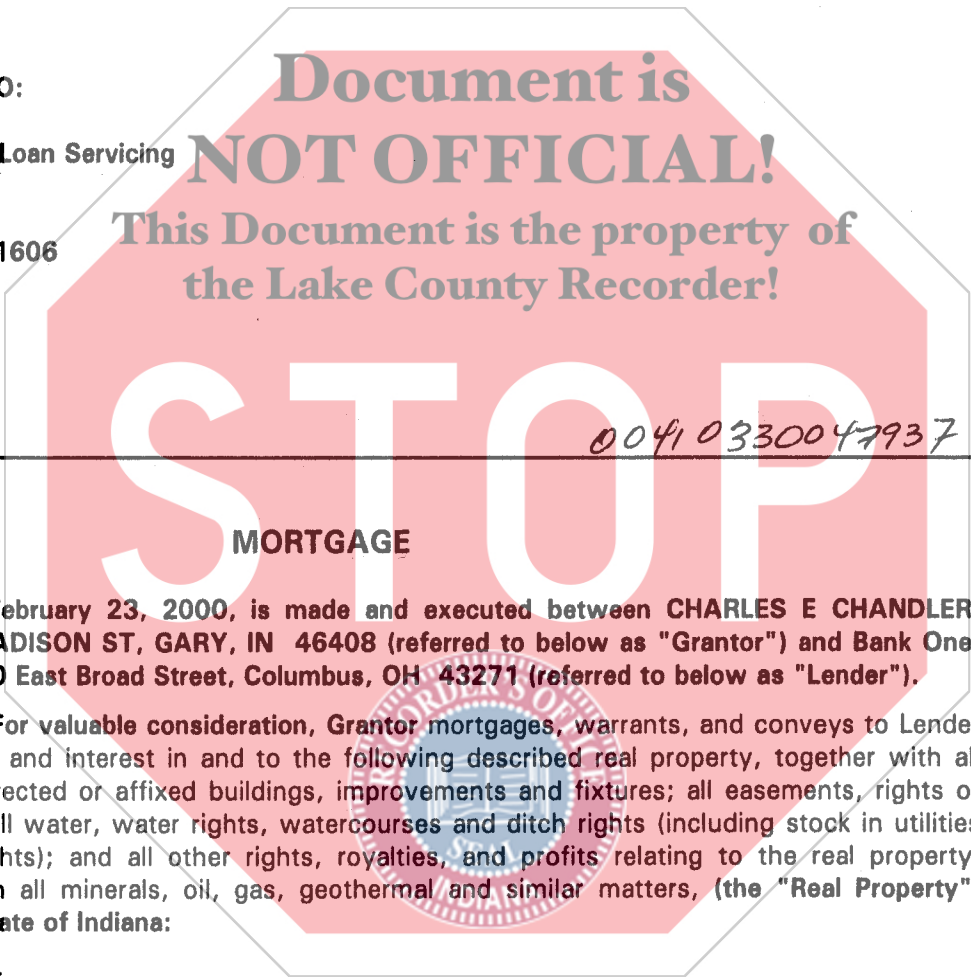 Document is
NOT OFFICIAL!
This Document is the property of
the Lake County Recorder!
O:
Loan Servicing
1606
STOP
00410330047937
MORTGAGE
ebruary 23, 2000, is made and executed between CHARLES E CHANDLER
ADISON ST, GARY, IN 46408 (referred to below as "Grantor") and Bank One
0 East Broad Street, Columbus, OH 43271 (referred to below as "Lender").
For valuable consideration, Grantor mortgages, warrants, and conveys to Lende
and interest in and to the following described real property, together with al
ected or affixed buildings, improvements and fixtures; all easements, rights o
ll water, water rights, watercourses and ditch rights (including stock in utilities
hts); and all other rights, royalties, and profits relating to the real property
n all minerals, oil, gas, geothermal and similar matters, (the "Real Property"
ate of Indiana:
RECORDER'S OFFICE
SEAL
INDIANA